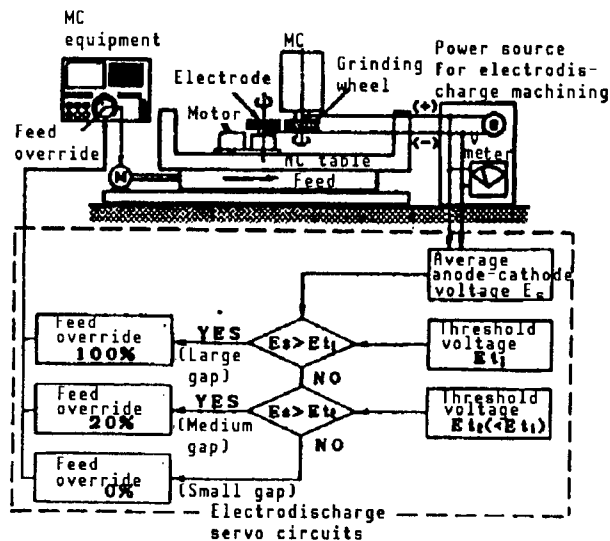 MC
equipment
MC
Electrode
Grinding
wheel
Power source
For electrodis-
charge machining
Motor
(+)
(-)
Feed
override
V
meter
NC table
M
Feed
Average
anode-cathode
voltage Es
Feed
override
100%
YES
(Large
gap)
Es>Et₁
Threshold
voltage
Et₁
NO
Feed
override
20%
YES
(Medium
gap)
Es>Et₂
Threshold
voltage
Et₂(<Et₁)
NO
Feed
override
0%
(Small gap)
Electrodischarge
servo circuits